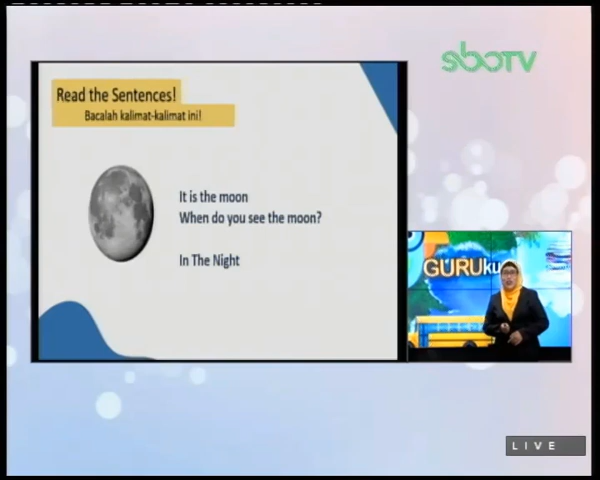 sboTV
Read the Sentences!
Bacalah kalimat-kalimat ini!
It is the moon
When do you see the moon?
In The Night
GURUku
LIVE